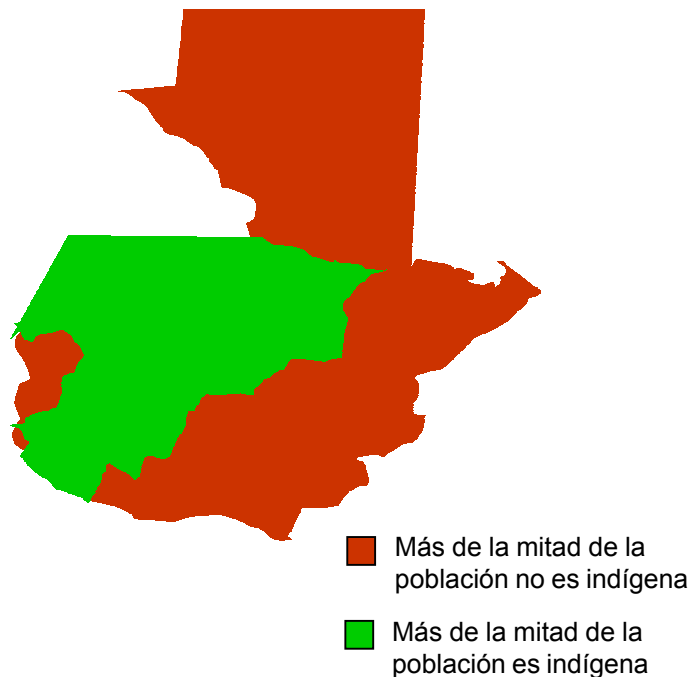 Más de la mitad de la
población no es indígena
Más de la mitad de la
población es indígena